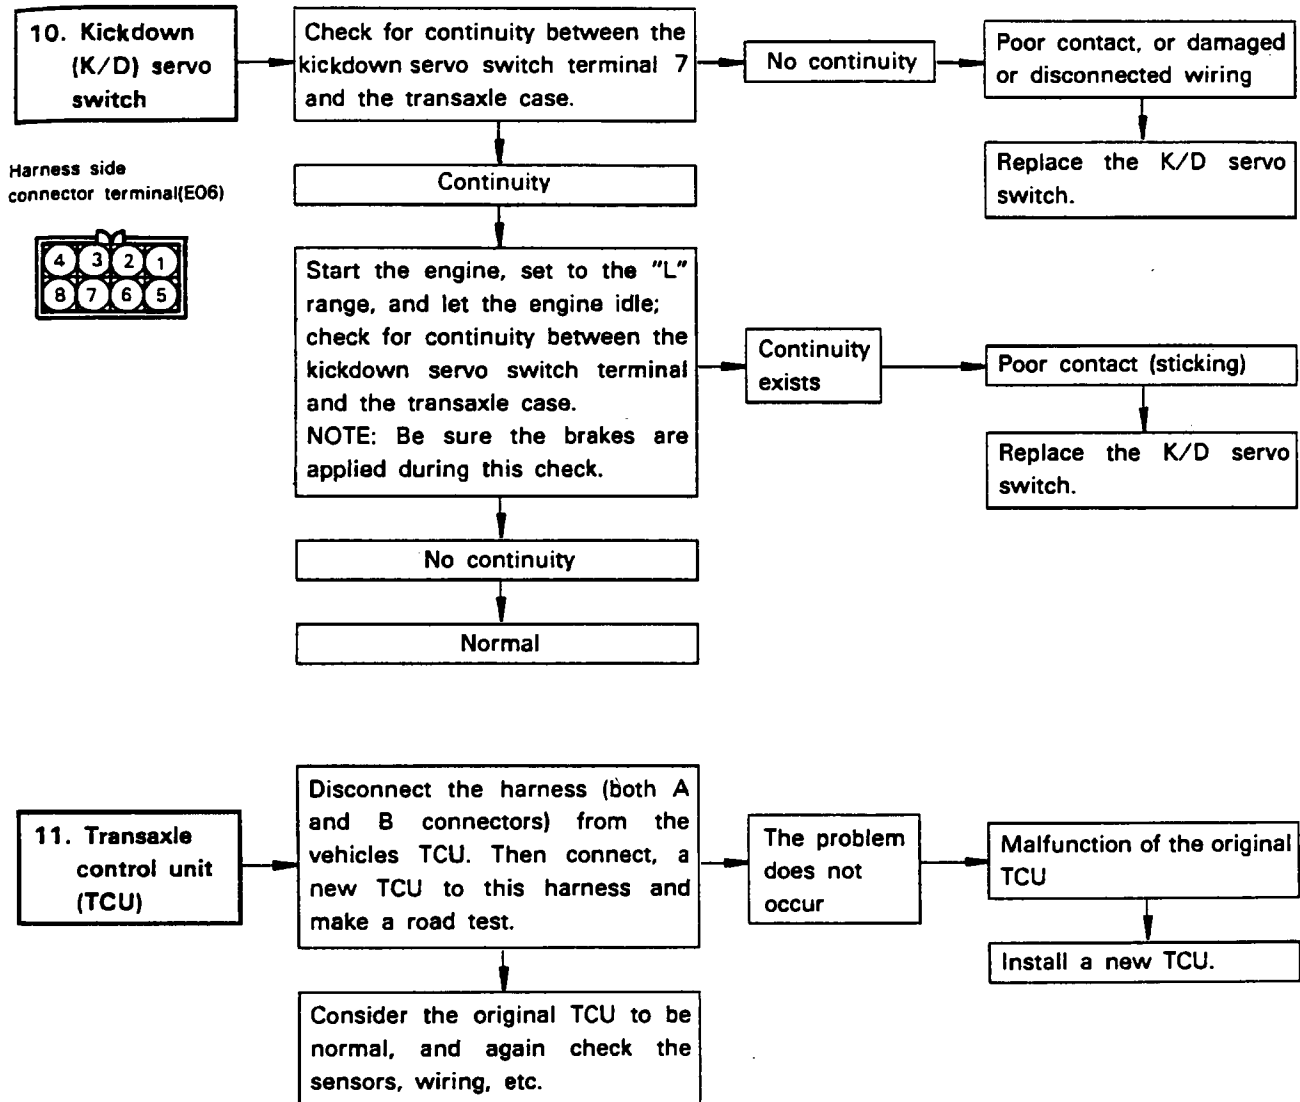 10. Kickdown
(K/D) servo
switch
Check for continuity between the
kickdown servo switch terminal 7
and the transaxle case.
No continuity
Poor contact, or damaged
or disconnected wiring
Replace the K/D servo
switch.
Harness side
connector terminal(E06)
4 3 2 1
8 7 6 5
Continuity
Start the engine, set to the "L"
range, and let the engine idle;
check for continuity between the
kickdown servo switch terminal
and the transaxle case.
NOTE: Be sure the brakes are
applied during this check.
Continuity
exists
Poor contact (sticking)
Replace the K/D servo
switch.
No continuity
Normal
11. Transaxle
control unit
(TCU)
Disconnect the harness (both A
and B connectors) from the
vehicles TCU. Then connect, a
new TCU to this harness and
make a road test.
The problem
does not
occur
Malfunction of the original
TCU
Install a new TCU.
Consider the original TCU to be
normal, and again check the
sensors, wiring, etc.